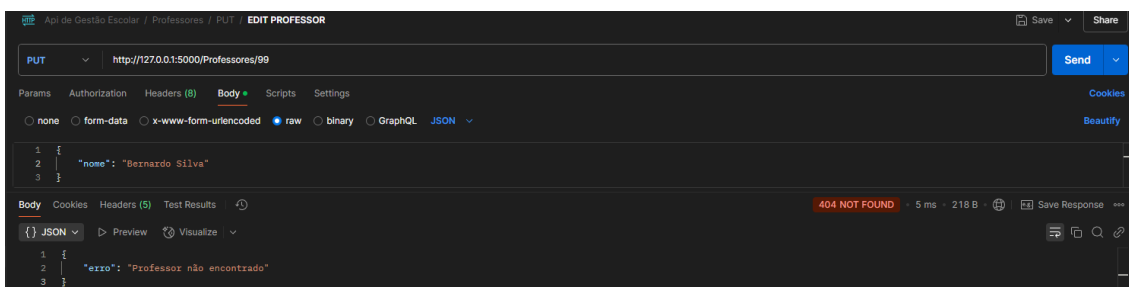 HTTP Api de Gestão Escolar / Professores / PUT / EDIT PROFESSOR Save Share
PUT http://127.0.0.1:5000/Professores/99 Send
Params Authorization Headers (8) Body Scripts Settings Cookies
none form-data x-www-form-urlencoded raw binary GraphQL JSON Beautify
1 {
2 "nome": "Bernardo Silva"
3 }
Body Cookies Headers (5) Test Results 404 NOT FOUND 5 ms 218 B Save Response
{} JSON Preview Visualize
1 {
2 "erro": "Professor não encontrado"
3 }